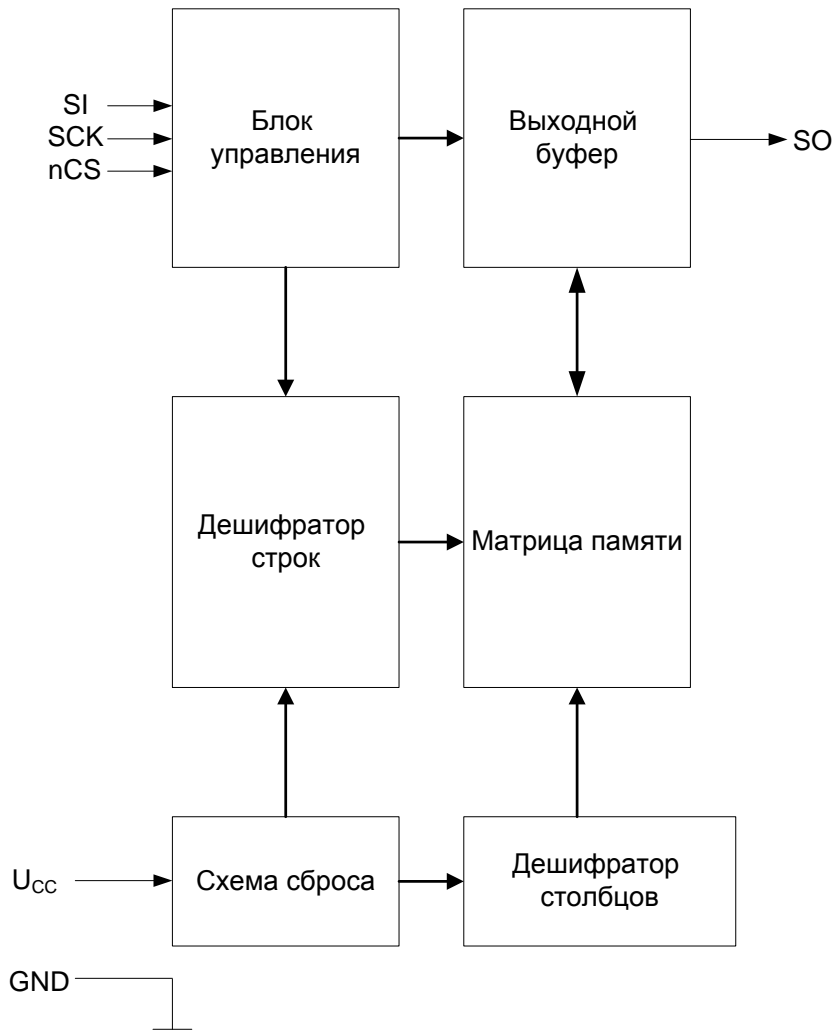 SI
SCK
nCS
Блок
управления
Выходной
буфер
SO
Дешифратор
строк
Матрица памяти
UCC
Схема сброса
Дешифратор
столбцов
GND